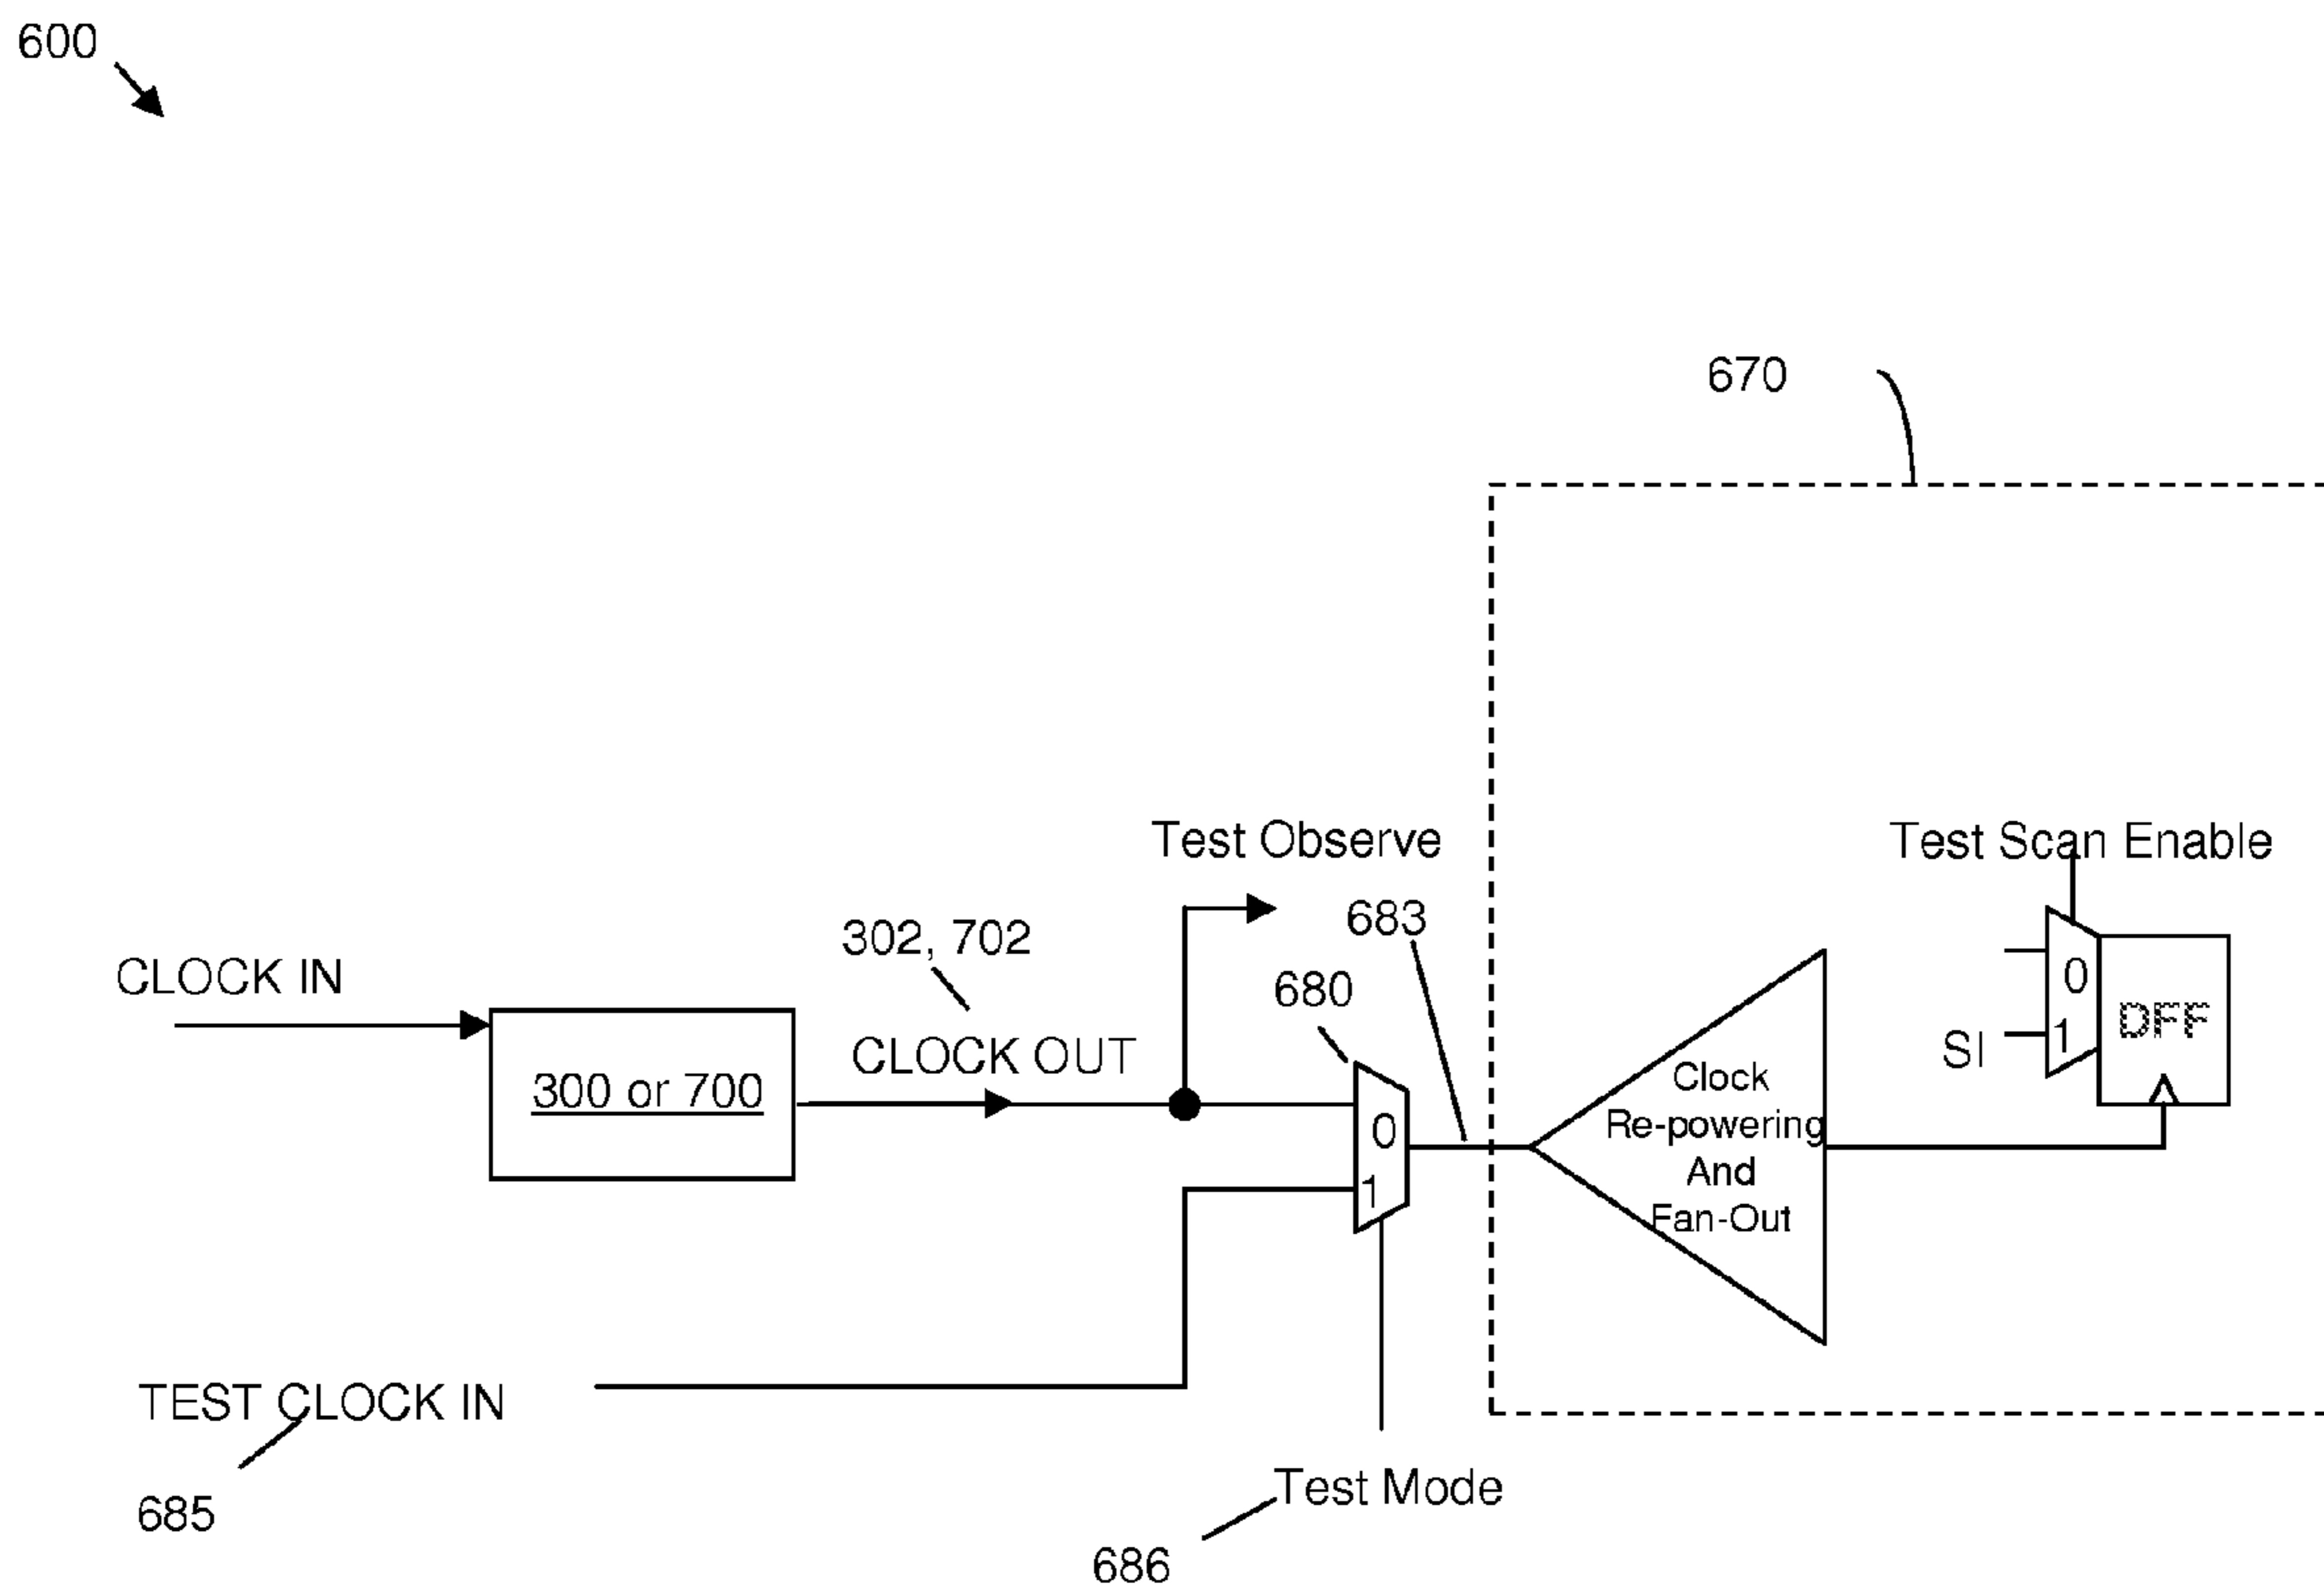 600
670
Test Observe
Test Scan Enable
302, 702
683
CLOCK IN
680
0
DFF
CLOCK OUT
SI
1
300 or 700
Clock
Re-powering
And
Fan-Out
0
1
TEST CLOCK IN
Test Mode
685
686